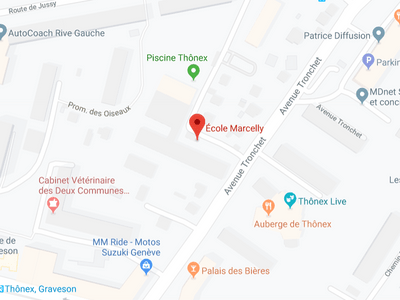 Route de Jussy
AutoCoach Rive Gauche
Patrice Diffusion
Piscine Thônex
Parkin
MDnet S
et conc
Prom. des Oiseaux
Avenue Tronchet
École Marcelly
Avenue Tronchet
Avenue Tronchet
Cabinet Vétérinaire
des Deux Communes...
Les
Thônex Live
Auberge de Thônex
MM Ride - Motos
Suzuki Genève
e de
eson
Palais des Bières
Chemin
Thônex, Graveson